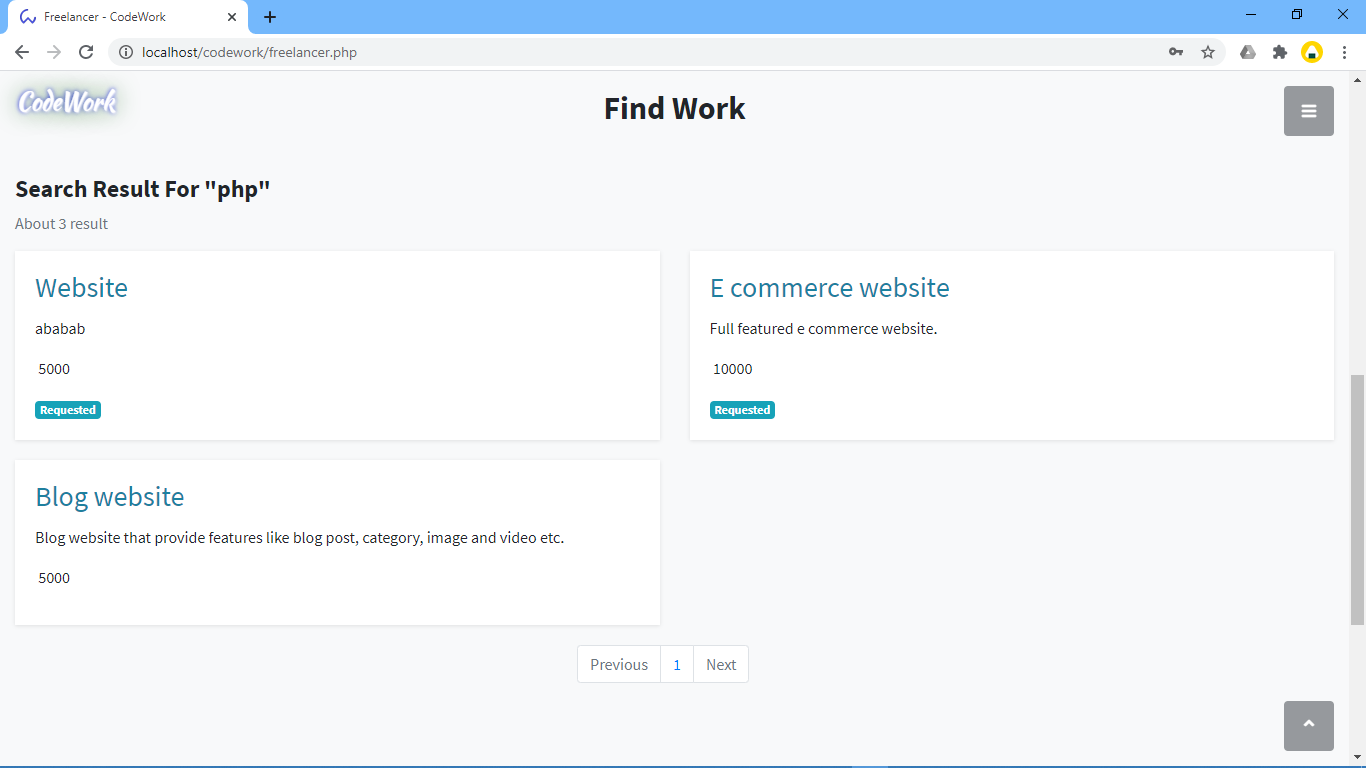 Freelancer - CodeWork
localhost/codework/freelancer.php
CodeWork
Find Work
Search Result For "php"
About 3 result
Website
ababab
5000
Requested
E commerce website
Full featured e commerce website.
10000
Requested
Blog website
Blog website that provide features like blog post, category, image and video etc.
5000
Previous 1 Next